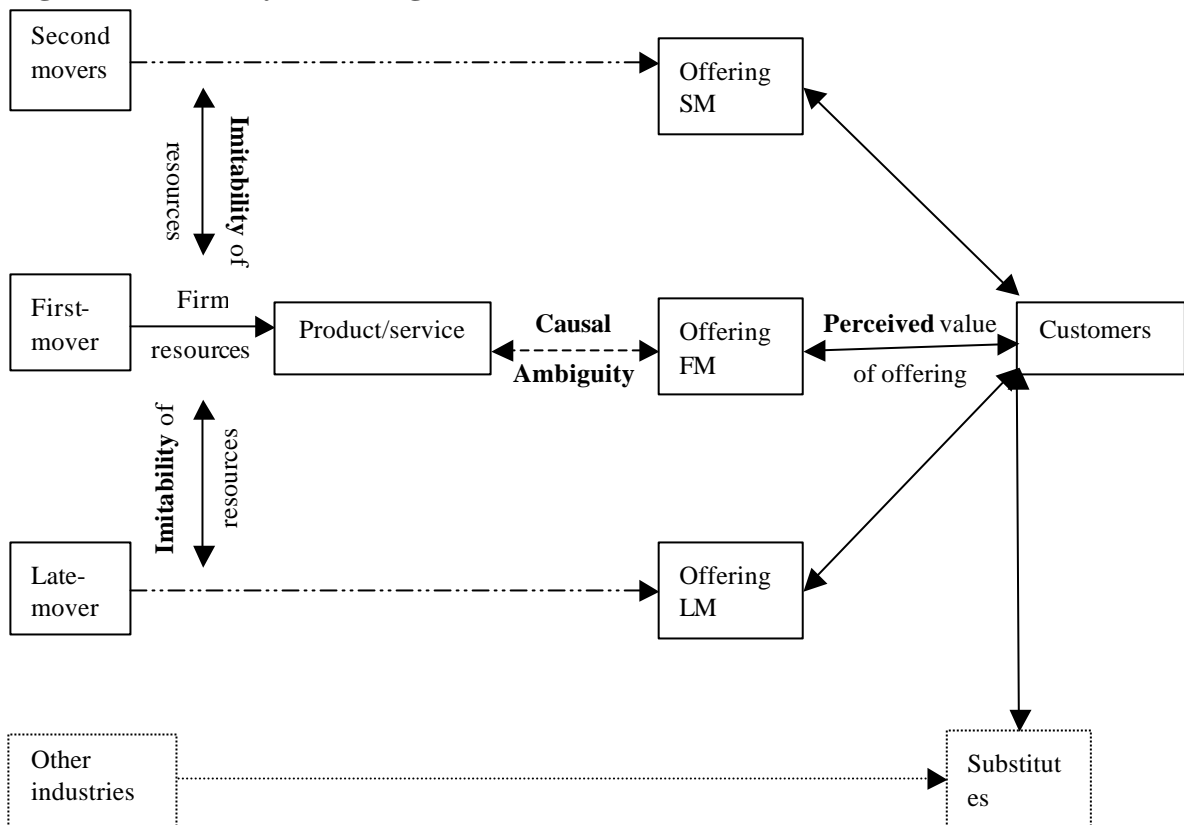 Second
movers
Offering
SM
Imitability of
resources
First-
mover
Firm
resources
Product/service
Causal
Ambiguity
Offering
FM
Perceived value
of offering
Customers
Imitability of
resources
Late-
mover
Offering
LM
Other
industries
Substitut
es